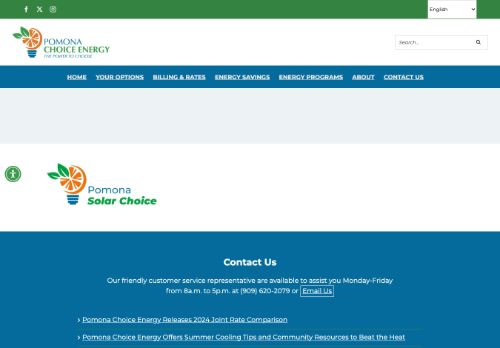 English
POMONA
CHOICE ENERGY
THE POWER TO CHOOSE
Search...
HOME YOUR OPTIONS BILLING & RATES ENERGY SAVINGS ENERGY PROGRAMS ABOUT CONTACT US
Pomona
Solar Choice
Contact Us
Our friendly customer service representative are available to assist you Monday-Friday
from 8a.m. to 5p.m. at (909) 620-2079 or Email Us
Pomona Choice Energy Releases 2024 Joint Rate Comparison
Pomona Choice Energy Offers Summer Cooling Tips and Community Resources to Beat the Heat